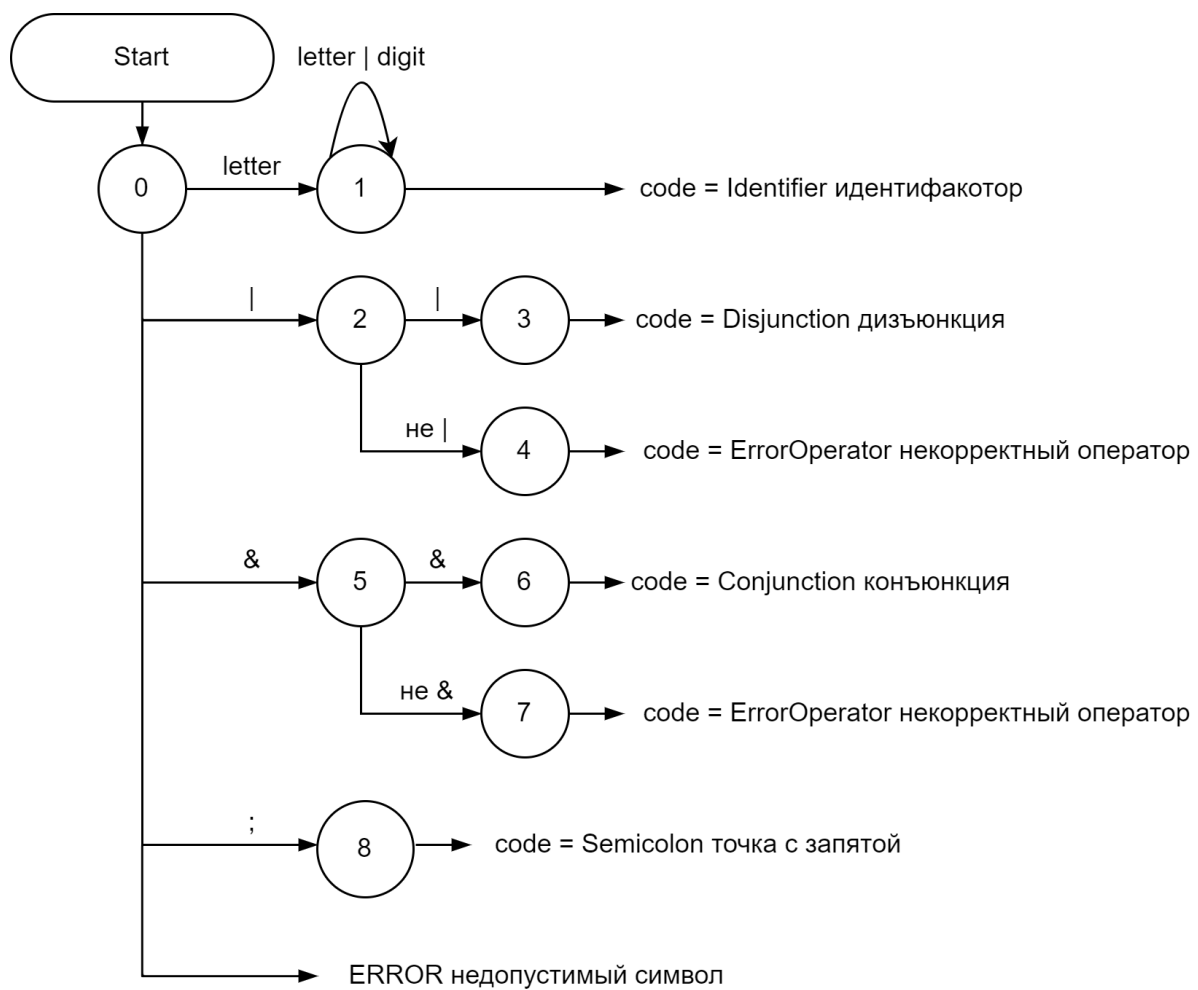 Start
letter | digit
0
letter
1
code = Identifier идентифакотор
|
2
|
3
code = Disjunction дизъюнкция
не |
4
code = ErrorOperator некорректный оператор
&
5
&
6
code = Conjunction конъюнкция
не &
7
code = ErrorOperator некорректный оператор
;
8
code = Semicolon точка с запятой
ERROR недопустимый символ